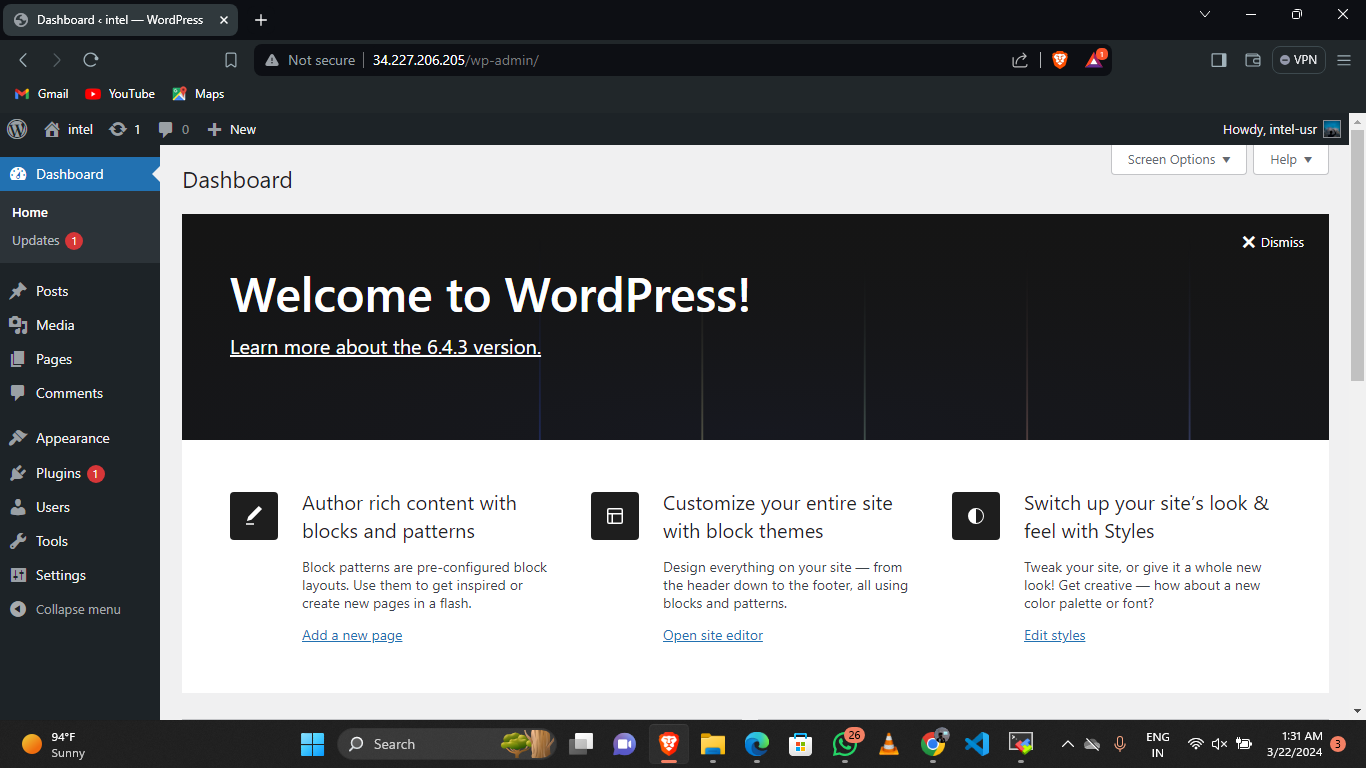 Dashboard ‹ intel — WordPress
Not secure 34.227.206.205/wp-admin/
1
VPN
Gmail YouTube Maps
intel 1 0 New Howdy, intel-usr
Dashboard
Home
Updates 1
Posts
Media
Pages
Comments
Appearance
Plugins 1
Users
Tools
Settings
Collapse menu
Screen Options Help
Dashboard
Dismiss
Welcome to WordPress!
Learn more about the 6.4.3 version.
Author rich content with
blocks and patterns
Block patterns are pre-configured block
layouts. Use them to get inspired or
create new pages in a flash.
Add a new page
Customize your entire site
with block themes
Design everything on your site — from
the header down to the footer, all using
blocks and patterns.
Open site editor
Switch up your site’s look &
feel with Styles
Tweak your site, or give it a whole new
look! Get creative — how about a new
color palette or font?
Edit styles
94°F
Sunny
Search
26
ENG
IN
1:31 AM
3/22/2024
3